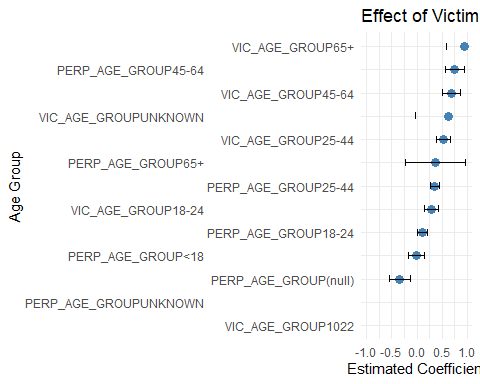 Effect of Victim
VIC_AGE_GROUP65+
PERP_AGE_GROUP45-64
VIC_AGE_GROUP45-64
VIC_AGE_GROUPUNKNOWN
VIC_AGE_GROUP25-44
PERP_AGE_GROUP65+
PERP_AGE_GROUP25-44
VIC_AGE_GROUP18-24
PERP_AGE_GROUP18-24
PERP_AGE_GROUP<18
PERP_AGE_GROUP(null)
PERP_AGE_GROUPUNKNOWN
VIC_AGE_GROUP1022
Age Group
-1.0 -0.5 0.0 0.5 1.0
Estimated Coefficien